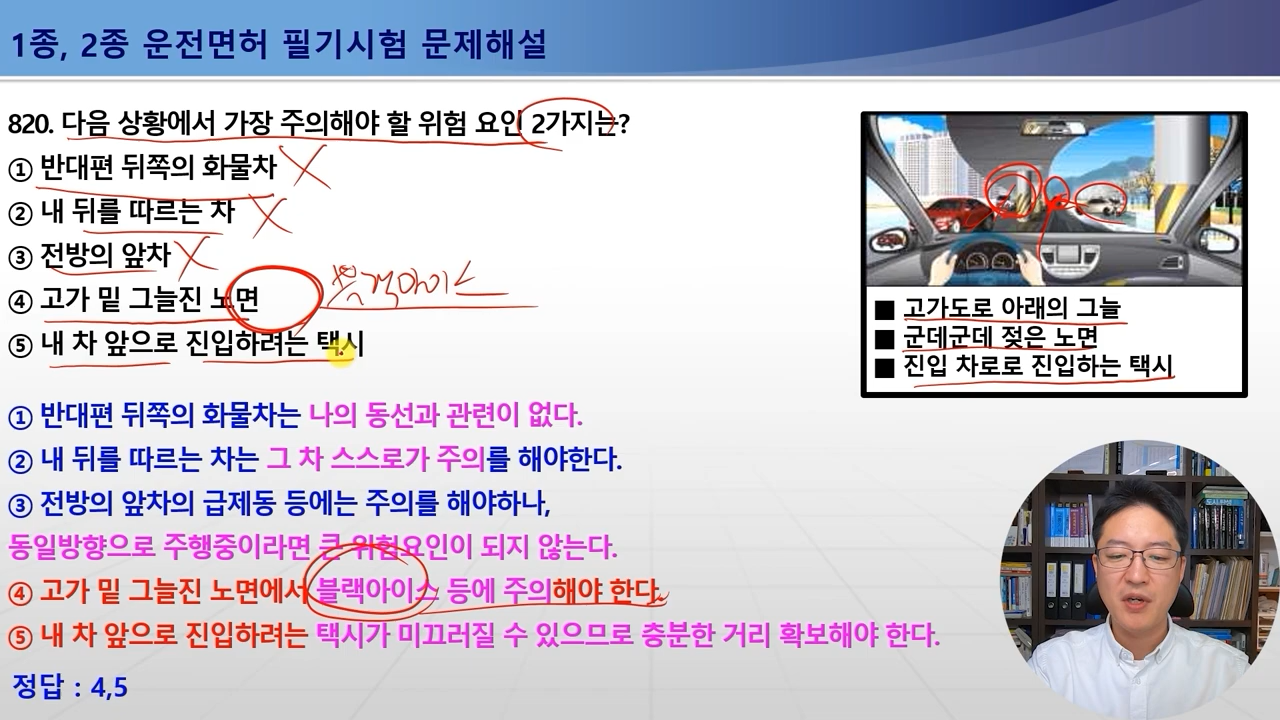 1종, 2종 운전면허 필기시험 문제해설
820. 다음 상황에서 가장 주의해야 할 위험 요인 2가지는?
① 반대편 뒤쪽의 화물차
② 내 뒤를 따르는 차
③ 전방의 앞차
④ 고가 밑 그늘진 노면
블랙아이스
⑤ 내 차 앞으로 진입하려는 택시
■ 고가도로 아래의 그늘
■ 군데군데 젖은 노면
■ 진입 차로로 진입하는 택시
① 반대편 뒤쪽의 화물차는 나의 동선과 관련이 없다.
② 내 뒤를 따르는 차는 그 차 스스로가 주의를 해야한다.
③ 전방의 앞차의 급제동 등에는 주의를 해야하나,
동일방향으로 주행중이라면 큰 위험요인이 되지 않는다.
④ 고가 밑 그늘진 노면에서 블랙아이스 등에 주의해야 한다.
⑤ 내 차 앞으로 진입하려는 택시가 미끄러질 수 있으므로 충분한 거리 확보해야 한다.
정답 : 4,5